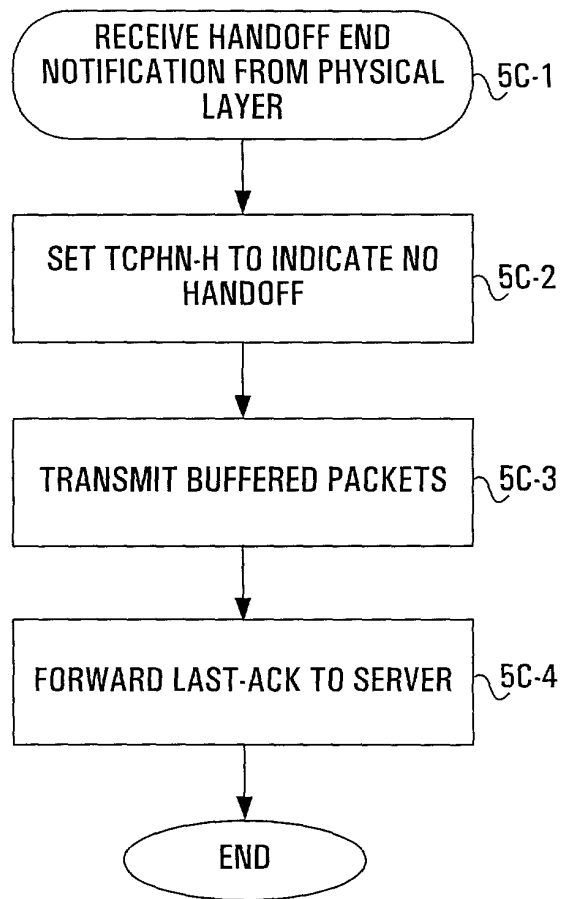 RECEIVE HANDOFF END
NOTIFICATION FROM PHYSICAL
LAYER
5C-1
SET TCPHN-H TO INDICATE NO
HANDOFF
5C-2
TRANSMIT BUFFERED PACKETS
5C-3
FORWARD LAST-ACK TO SERVER
5C-4
END